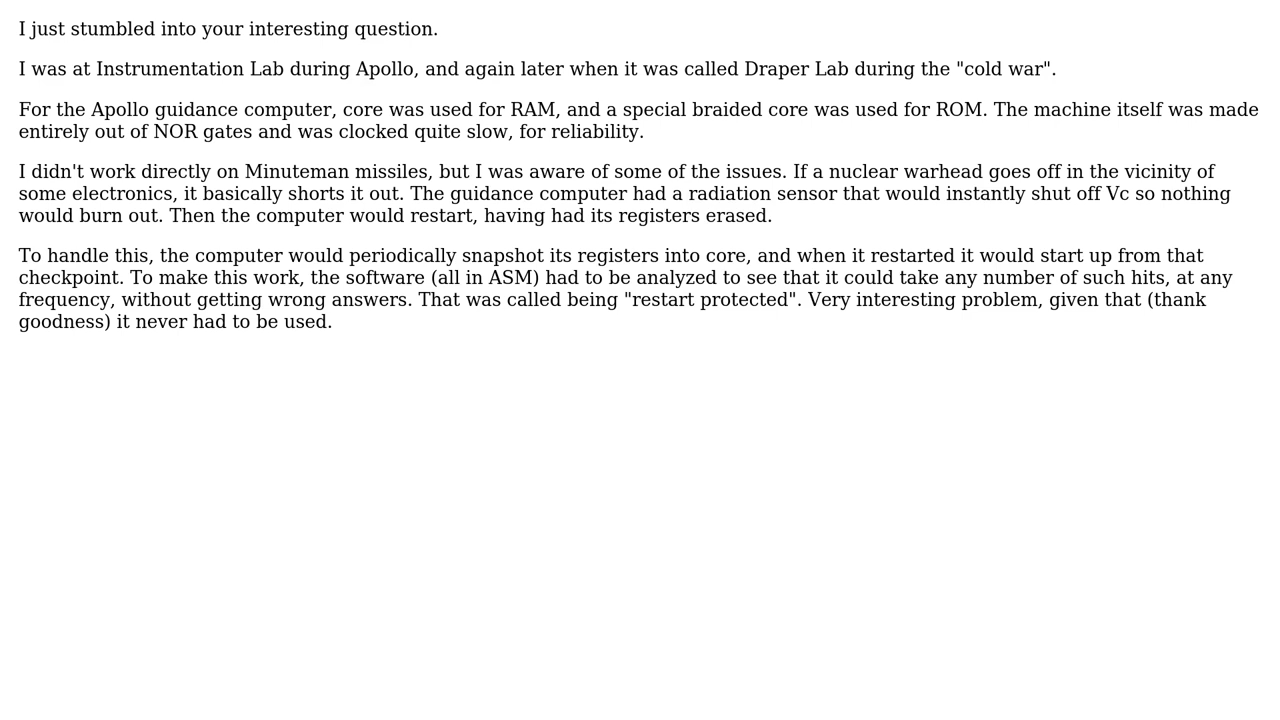 I just stumbled into your interesting question.
I was at Instrumentation Lab during Apollo, and again later when it was called Draper Lab during the "cold war".
For the Apollo guidance computer, core was used for RAM, and a special braided core was used for ROM. The machine itself was made
entirely out of NOR gates and was clocked quite slow, for reliability.
I didn't work directly on Minuteman missiles, but I was aware of some of the issues. If a nuclear warhead goes off in the vicinity of
some electronics, it basically shorts it out. The guidance computer had a radiation sensor that would instantly shut off Vc so nothing
would burn out. Then the computer would restart, having had its registers erased.
To handle this, the computer would periodically snapshot its registers into core, and when it restarted it would start up from that
checkpoint. To make this work, the software (all in ASM) had to be analyzed to see that it could take any number of such hits, at any
frequency, without getting wrong answers. That was called being "restart protected". Very interesting problem, given that (thank
goodness) it never had to be used.